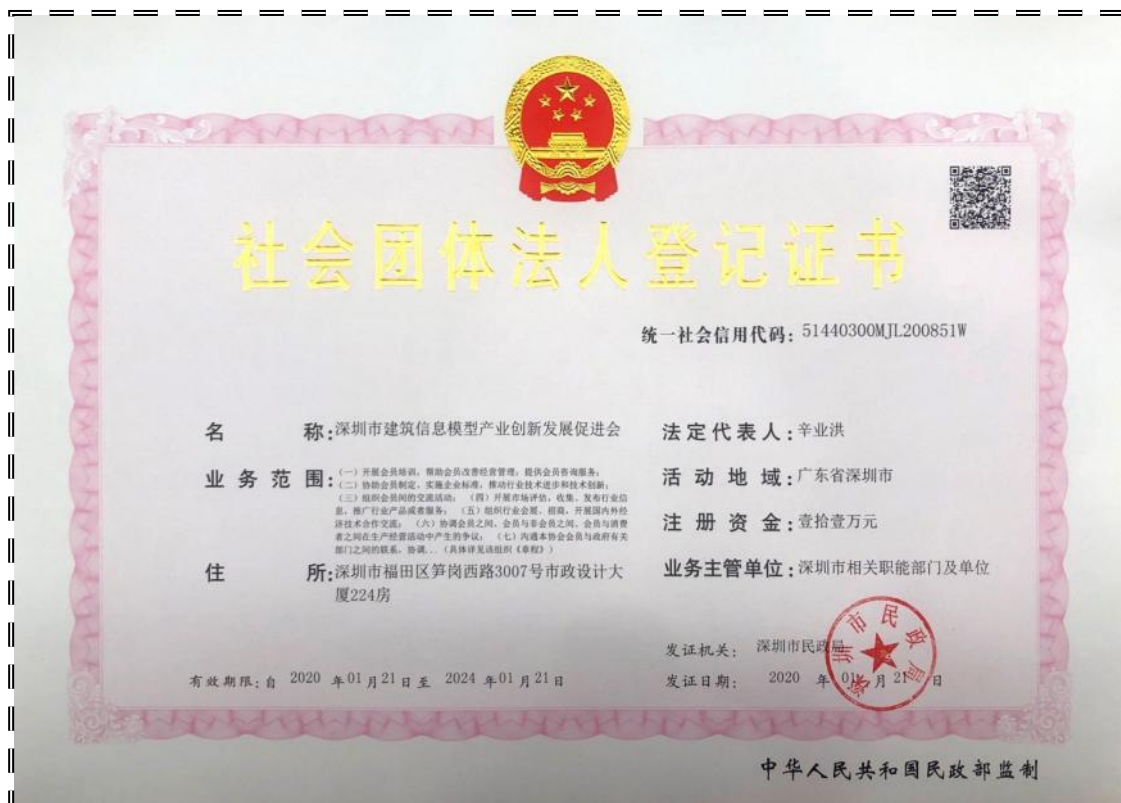 社会团体法人登记证书
统一社会信用代码: 51440300MJL200851W
名 称: 深圳市建筑信息模型产业创新发展促进会
业务范围: (一) 开展会员培训, 帮助会员改善经营管理, 提供会员咨询服务;
(二) 协助会员制定、实施企业标准, 推动行业技术进步和技术创新;
(三) 组织会员间的交流活动; (四) 开展市场评估, 收集、发布行业信
息, 推广行业产品或者服务; (五) 组织行业会展、招商, 开展国内外经
济技术合作交流; (六) 协调会员之间、会员与非会员之间、会员与消费
者之间在生产经营活动中产生的争议; (七) 沟通本协会会员与政府有关
部门之间的联系, 协调... (具体详见该组织《章程》)
住 所: 深圳市福田区笋岗西路3007号市政设计大
厦224房
有效期限: 自 2020 年01月21日至 2024 年01月21日
法定代表人: 辛业洪
活动地域: 广东省深圳市
注册资金: 壹拾壹万元
业务主管单位: 深圳市相关职能部门及单位
发证机关: 深圳市民政局
发证日期: 2020 年 01 月 21 日
深圳市民政局
中华人民共和国民政部监制